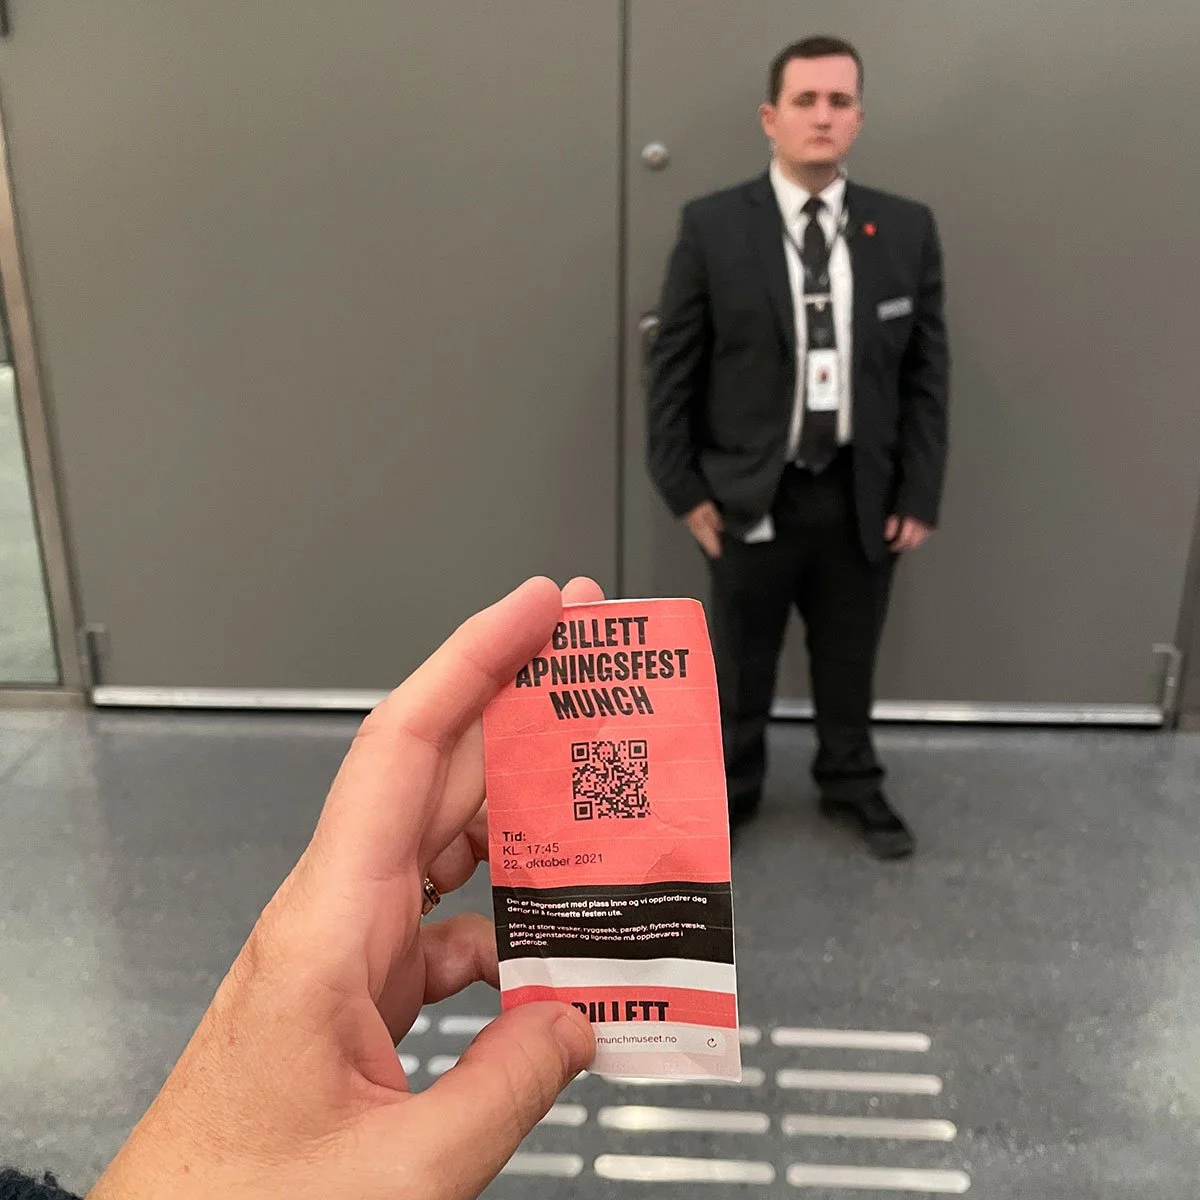 BILLETT
ÅPNINGSFEST
MUNCH
Tid:
KL. 17:45
22. oktober 2021
Det er begrenset med plass inne og vi oppfordrer deg
derfor til å fortsette festen ute.
Merk at store vesker, ryggsekk, paraply, flytende væske,
skarpe gjenstander og lignende må oppbevares i
garderobe.
BILLETT
.munchmuseet.no